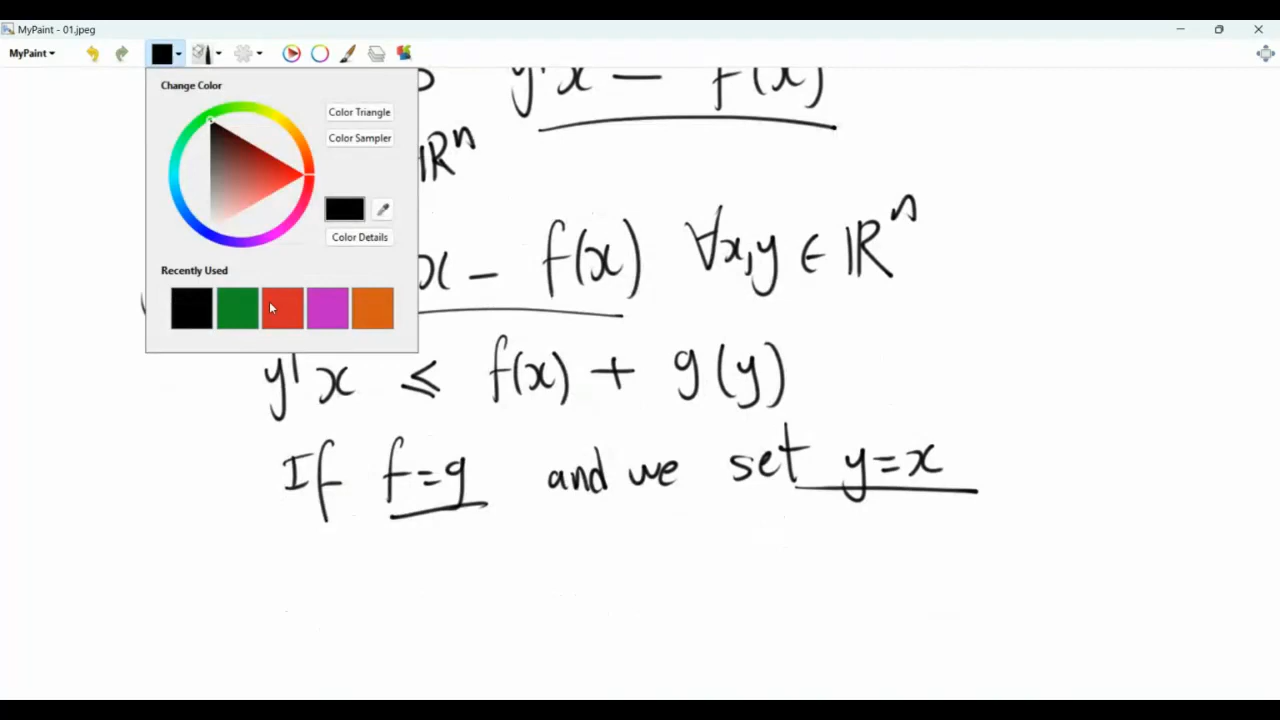 MyPaint - 01.jpeg
MyPaint
y'x - f(x)
Change Color
Color Triangle
Color Sampler
ℝⁿ
Color Details
x - f(x) ∀x,y ∈ ℝⁿ
Recently Used
y'x ≤ f(x) + g(y)
If f=g and we set y=x